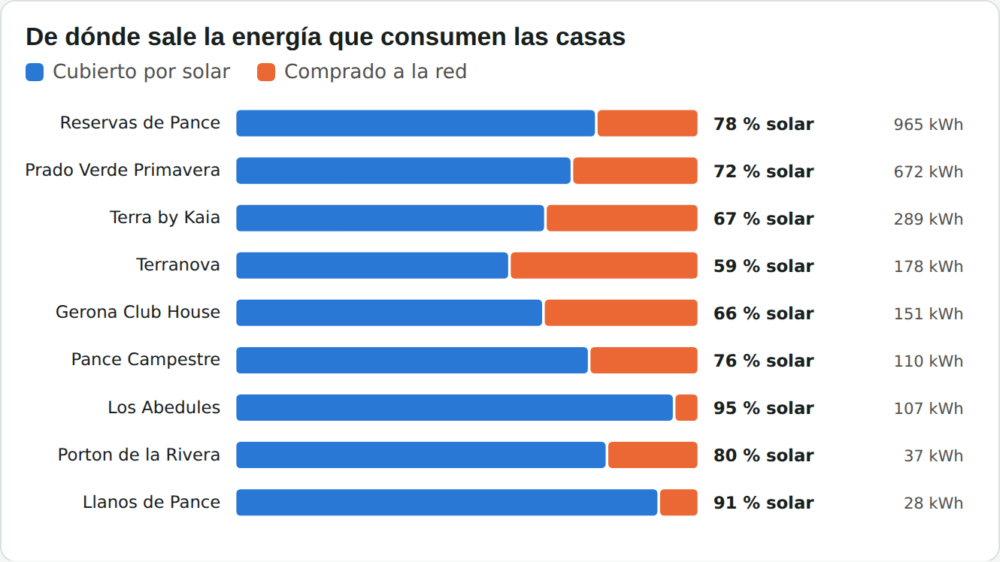 De dónde sale la energía que consumen las casas
Cubierto por solar Comprado a la red
Reservas de Pance 78 % solar 965 kWh
Prado Verde Primavera 72 % solar 672 kWh
Terra by Kaia 67 % solar 289 kWh
Terranova 59 % solar 178 kWh
Gerona Club House 66 % solar 151 kWh
Pance Campestre 76 % solar 110 kWh
Los Abedules 95 % solar 107 kWh
Porton de la Rivera 80 % solar 37 kWh
Llanos de Pance 91 % solar 28 kWh